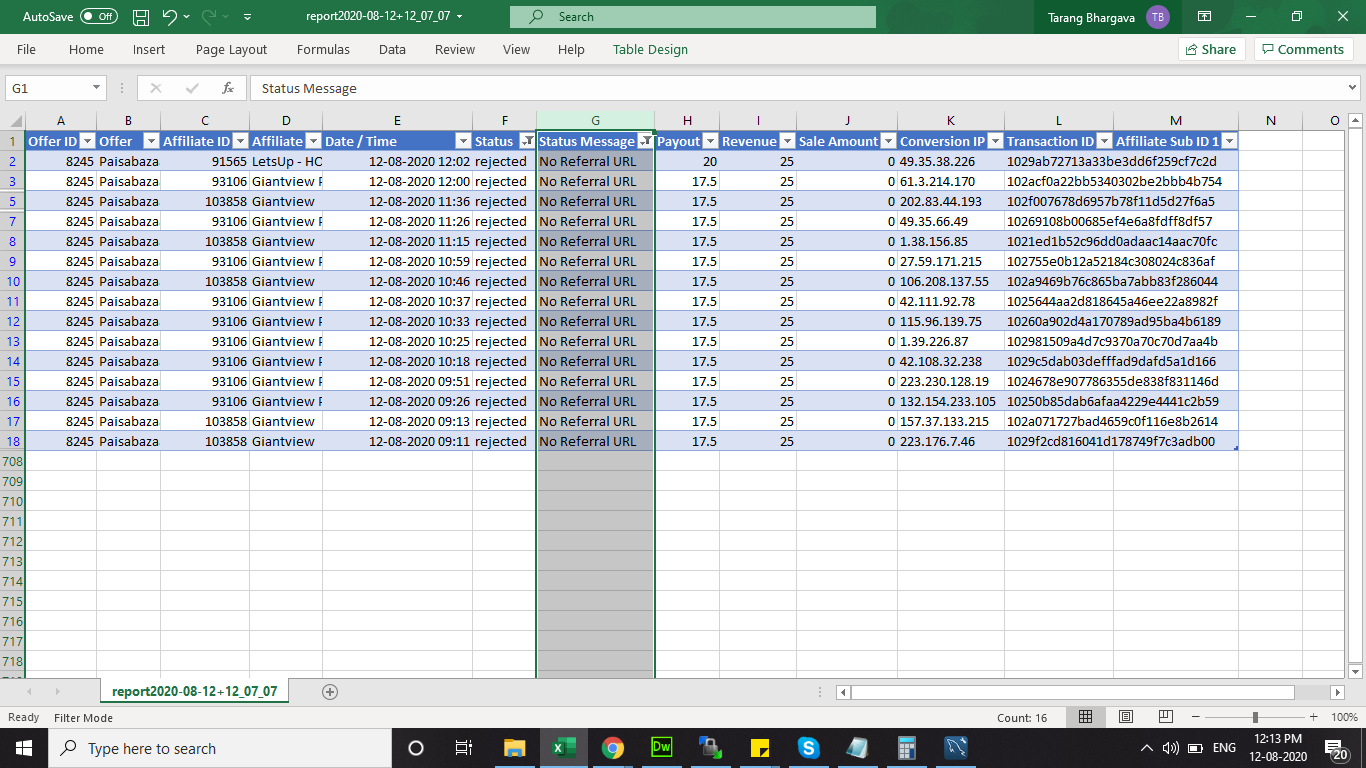 AutoSave Off report2020-08-12+12_07_07 Search Tarang Bhargava TB
File Home Insert Page Layout Formulas Data Review View Help Table Design Share Comments
G1 fx Status Message
A B C D E F G H I J K L M N O
1 Offer ID Offer Affiliate ID Affiliate Date / Time Status Status Message Payout Revenue Sale Amount Conversion IP Transaction ID Affiliate Sub ID 1
2 8245 Paisabaza 91565 LetsUp - HO 12-08-2020 12:02 rejected No Referral URL 20 25 0 49.35.38.226 1029ab72713a33be3dd6f259cf7c2d
3 8245 Paisabaza 93106 Giantview P 12-08-2020 12:00 rejected No Referral URL 17.5 25 0 61.3.214.170 102acf0a22bb5340302be2bbb4b754
5 8245 Paisabaza 103858 Giantview 12-08-2020 11:36 rejected No Referral URL 17.5 25 0 202.83.44.193 102f007678d6957b78f11d5d27f6a5
7 8245 Paisabaza 93106 Giantview P 12-08-2020 11:26 rejected No Referral URL 17.5 25 0 49.35.66.49 10269108b00685ef4e6a8fdff8df57
8 8245 Paisabaza 103858 Giantview 12-08-2020 11:15 rejected No Referral URL 17.5 25 0 1.38.156.85 1021ed1b52c96dd0adaac14aac70fc
9 8245 Paisabaza 93106 Giantview P 12-08-2020 10:59 rejected No Referral URL 17.5 25 0 27.59.171.215 102755e0b12a52184c308024c836af
10 8245 Paisabaza 103858 Giantview 12-08-2020 10:46 rejected No Referral URL 17.5 25 0 106.208.137.55 102a9469b76c865ba7abb83f286044
11 8245 Paisabaza 93106 Giantview P 12-08-2020 10:37 rejected No Referral URL 17.5 25 0 42.111.92.78 1025644aa2d818645a46ee22a8982f
12 8245 Paisabaza 93106 Giantview P 12-08-2020 10:33 rejected No Referral URL 17.5 25 0 115.96.139.75 10260a902d4a170789ad95ba4b6189
13 8245 Paisabaza 93106 Giantview P 12-08-2020 10:25 rejected No Referral URL 17.5 25 0 1.39.226.87 102981509a4d7c9370a70c70d7aa4b
14 8245 Paisabaza 93106 Giantview P 12-08-2020 10:18 rejected No Referral URL 17.5 25 0 42.108.32.238 1029c5dab03defffad9dafd5a1d166
15 8245 Paisabaza 93106 Giantview P 12-08-2020 09:51 rejected No Referral URL 17.5 25 0 223.230.128.19 1024678e907786355de838f831146d
16 8245 Paisabaza 93106 Giantview P 12-08-2020 09:26 rejected No Referral URL 17.5 25 0 132.154.233.105 10250b85dab6afaa4229e4441c2b59
17 8245 Paisabaza 103858 Giantview 12-08-2020 09:13 rejected No Referral URL 17.5 25 0 157.37.133.215 102a071727bad4659c0f116e8b2614
18 8245 Paisabaza 103858 Giantview 12-08-2020 09:11 rejected No Referral URL 17.5 25 0 223.176.7.46 1029f2cd816041d178749f7c3adb00
708
709
710
711
712
713
714
715
716
717
718
report2020-08-12+12_07_07
Ready Filter Mode Count: 16 100%
Type here to search Dw ENG 12:13 PM
12-08-2020 20